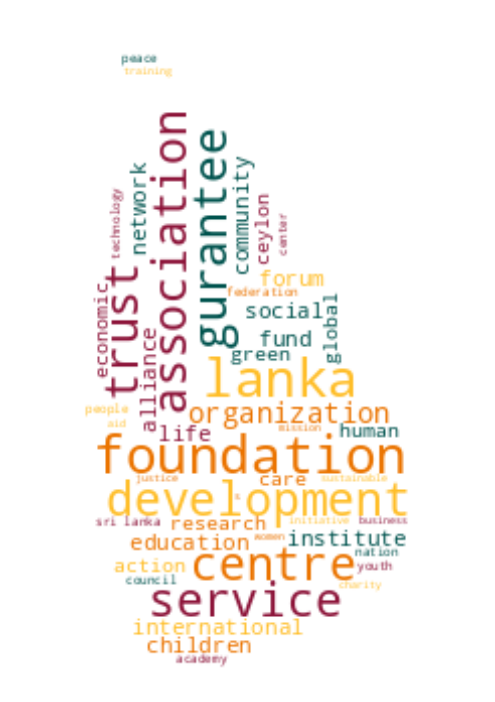 peace
training
association
gurantee
network
community
technology
ceylon
center
trust
forum
economic
federation
social
global
fund
alliance
green
lanka
people
organization
aid
mission
human
life
foundation
justice
care
sustainable
development
s
sri lanka
research
initiative
business
education
women
institute
centre
nation
action
youth
council
charity
service
international
children
academy